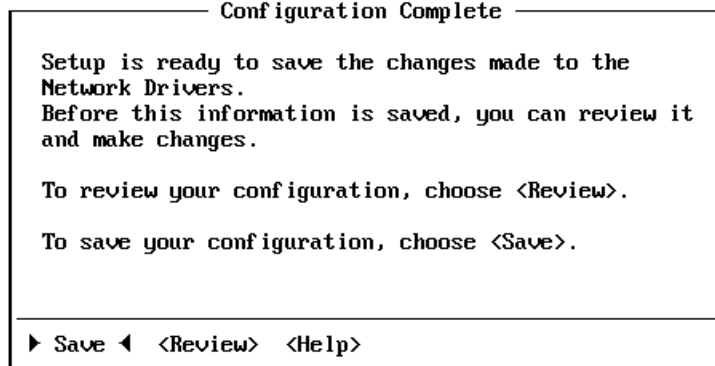 Configuration Complete
Setup is ready to save the changes made to the
Network Drivers.
Before this information is saved, you can review it
and make changes.
To review your configuration, choose <Review>.
To save your configuration, choose <Save>.
Save <Review> <Help>